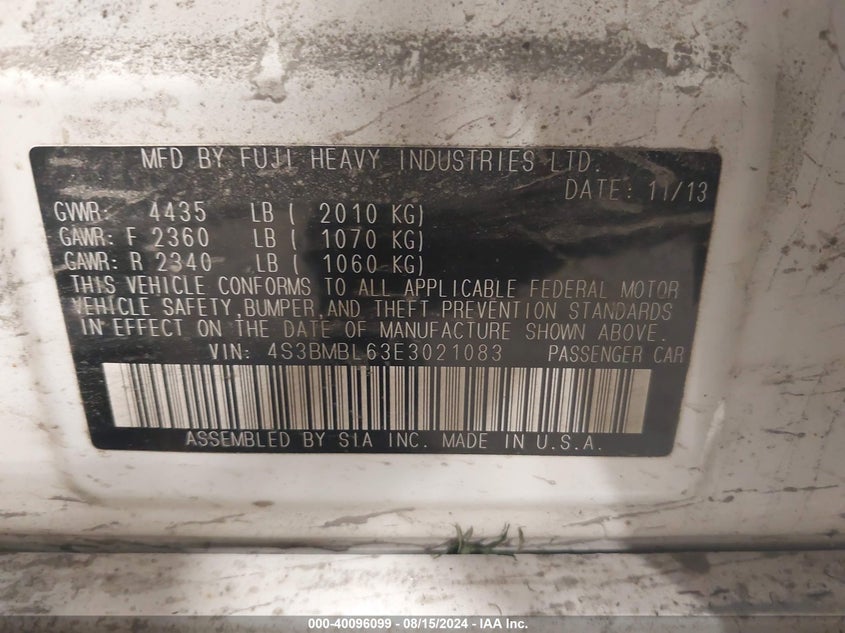 MFD BY FUJI HEAVY INDUSTRIES LTD.
DATE: 11/13
GVWR: 4435 LB ( 2010 KG)
GAWR: F 2360 LB ( 1070 KG)
GAWR: R 2340 LB ( 1060 KG)
THIS VEHICLE CONFORMS TO ALL APPLICABLE FEDERAL MOTOR
VEHICLE SAFETY, BUMPER, AND THEFT PREVENTION STANDARDS
IN EFFECT ON THE DATE OF MANUFACTURE SHOWN ABOVE.
VIN: 4S3BMBL63E3021083 PASSENGER CAR
ASSEMBLED BY SIA INC. MADE IN U.S.A.
000-40096099 - 08/15/2024 - IAA Inc.